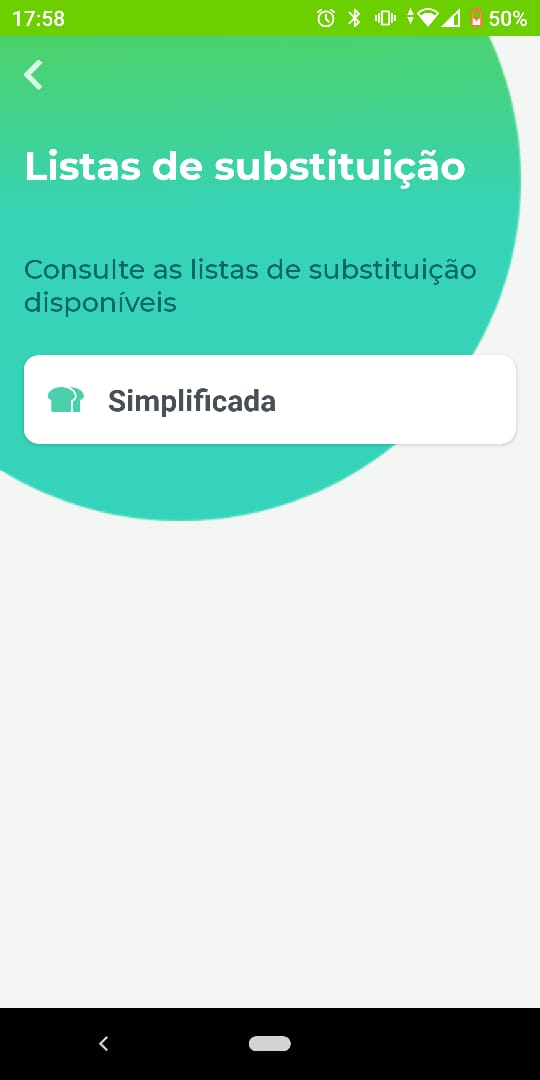 17:58
50%
Listas de substituição
Consulte as listas de substituição
disponíveis
Simplificada